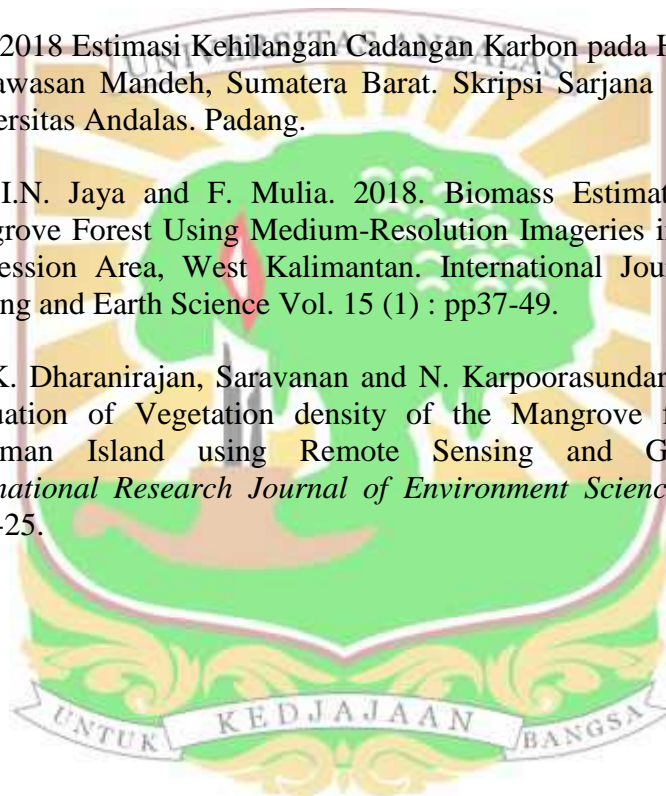 2018 Estimasi Kehilangan Cadangan Karbon pada H
UNIVERSITAS ANDALAS
awasan Mandeh, Sumatera Barat. Skripsi Sarjana
ersitas Andalas. Padang.
I.N. Jaya and F. Mulia. 2018. Biomass Estimat
grove Forest Using Medium-Resolution Imageries i
ession Area, West Kalimantan. International Jour
ng and Earth Science Vol. 15 (1) : pp37-49.
K. Dharanirajan, Saravanan and N. Karpoorasundar
uation of Vegetation density of the Mangrove
man Island using Remote Sensing and G
national Research Journal of Environment Scienc
-25.
UNTUK KEDJAJAAN BANGSA